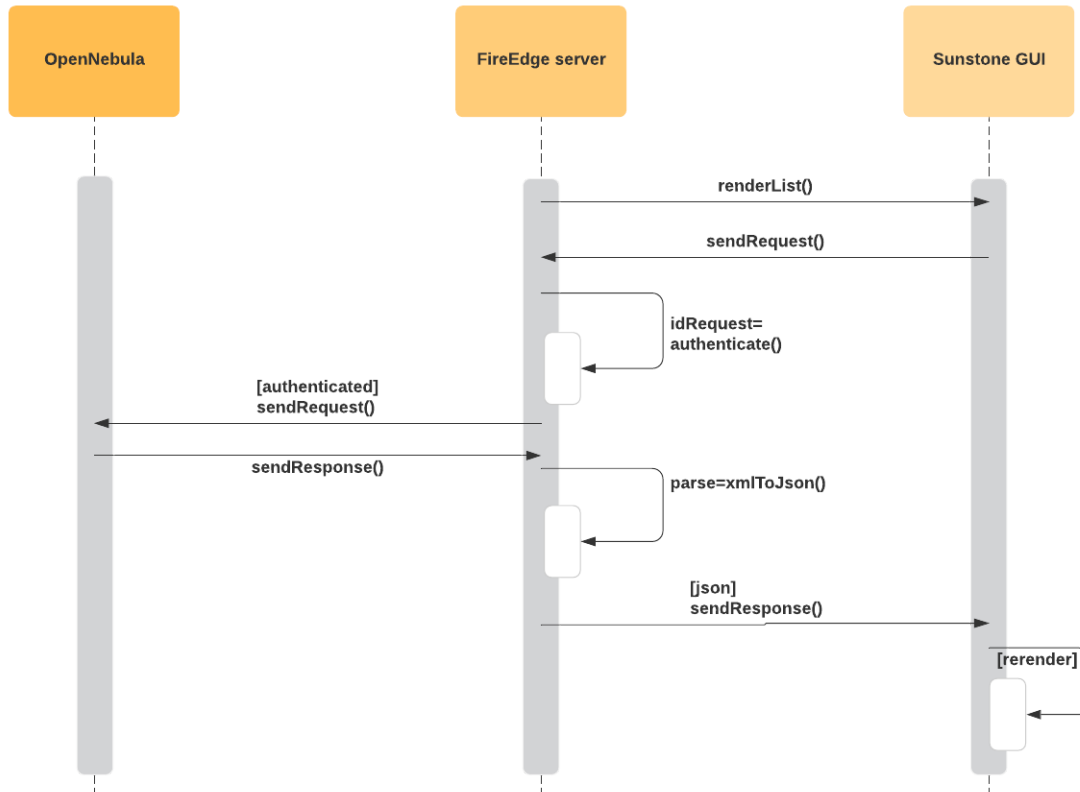 OpenNebula
FireEdge server
Sunstone GUI
renderList()
sendRequest()
idRequest=
authenticate()
[authenticated]
sendRequest()
sendResponse()
parse=xmlToJson()
[json]
sendResponse()
[rerender]